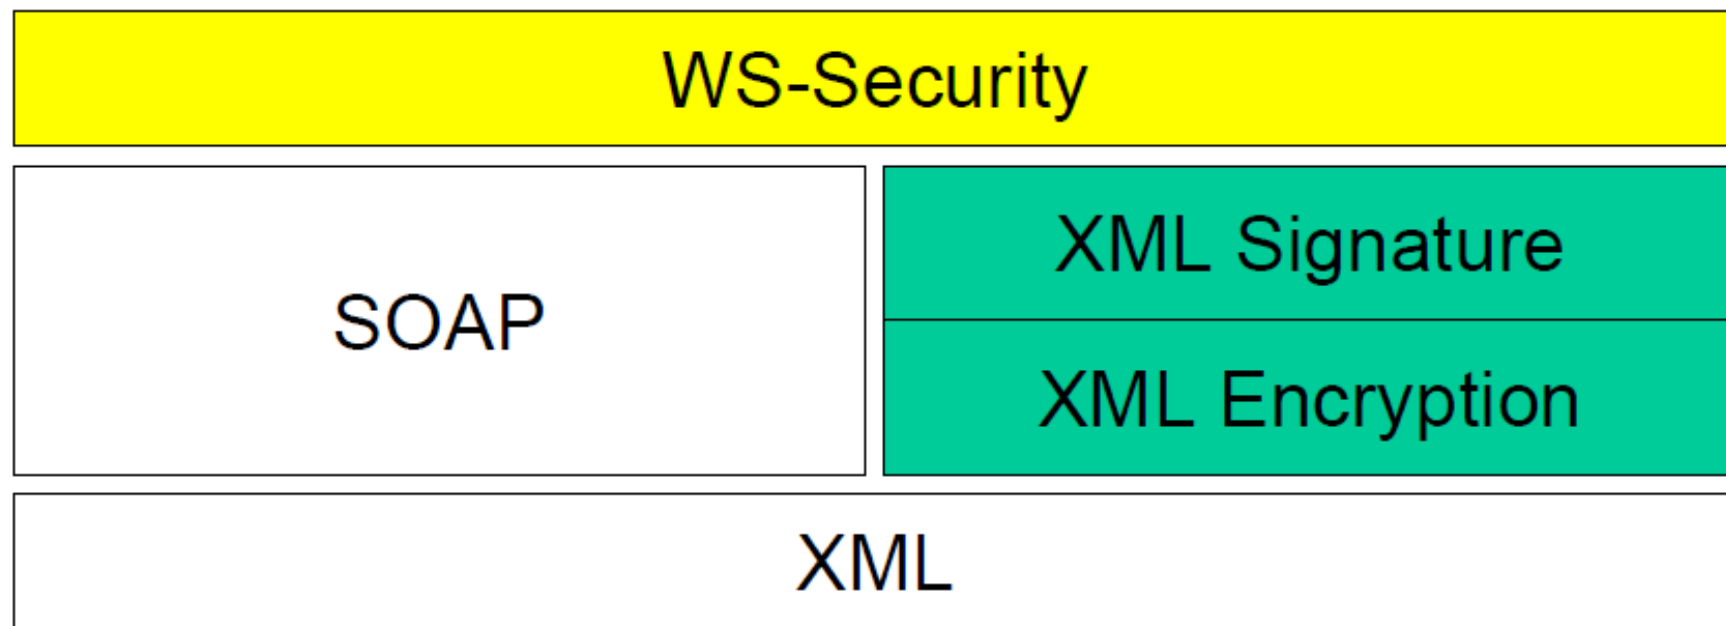 WS-Security
SOAP
XML Signature
XML Encryption
XML